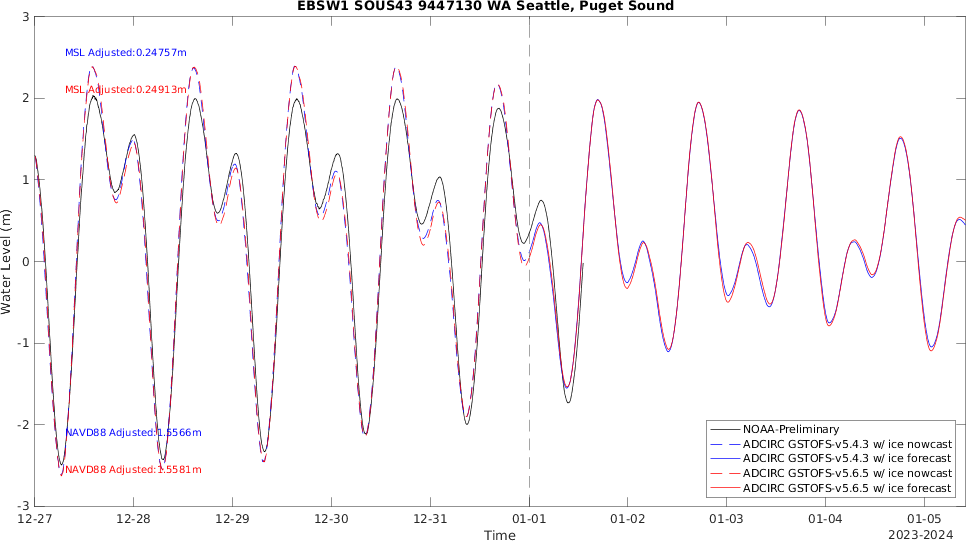 EBSW1 SOUS43 9447130 WA Seattle, Puget Sound
3
2
1
0
-1
-2
-3
Water Level (m)
MSL Adjusted:0.24757m
MSL Adjusted:0.24913m
NAVD88 Adjusted:1.5566m
NAVD88 Adjusted:1.5581m
NOAA-Preliminary
ADCIRC GSTOFS-v5.4.3 w/ ice nowcast
ADCIRC GSTOFS-v5.4.3 w/ ice forecast
ADCIRC GSTOFS-v5.6.5 w/ ice nowcast
ADCIRC GSTOFS-v5.6.5 w/ ice forecast
12-27 12-28 12-29 12-30 12-31 01-01 01-02 01-03 01-04 01-05
Time
2023-2024